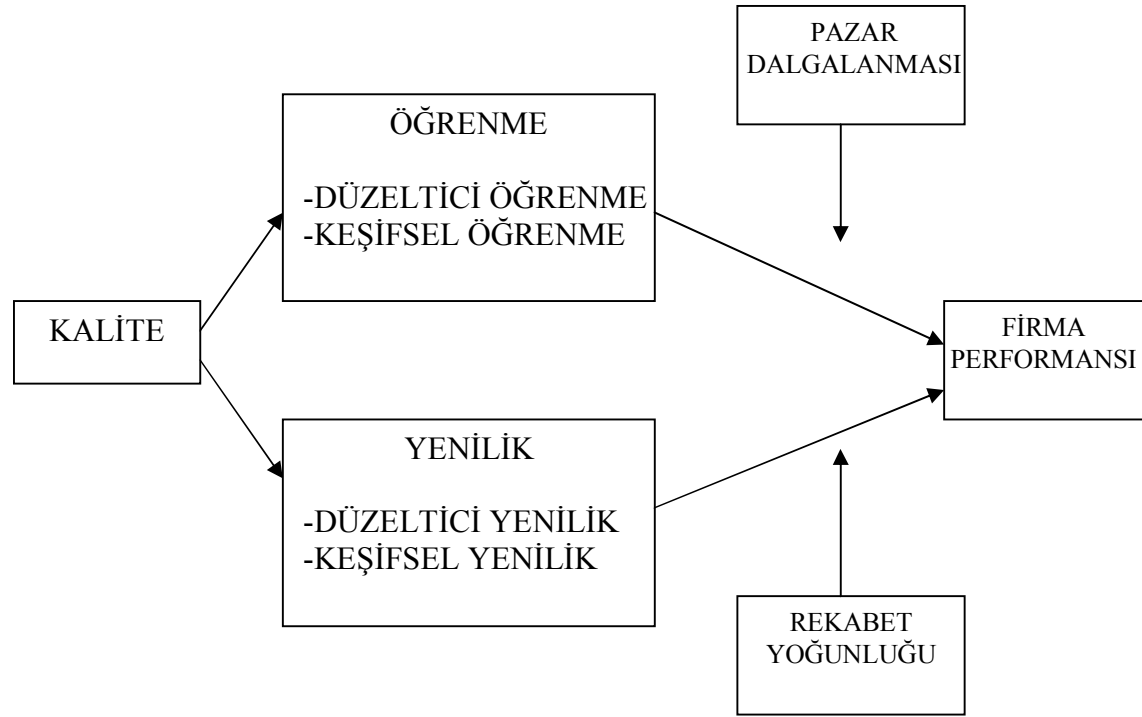 PAZAR
DALGALANMASI
ÖĞRENME
-DÜZELTİCİ ÖĞRENME
-KEŞİFSEL ÖĞRENME
KALİTE
FİRMA
PERFORMANSI
YENİLİK
-DÜZELTİCİ YENİLİK
-KEŞİFSEL YENİLİK
REKABET
YOĞUNLUĞU